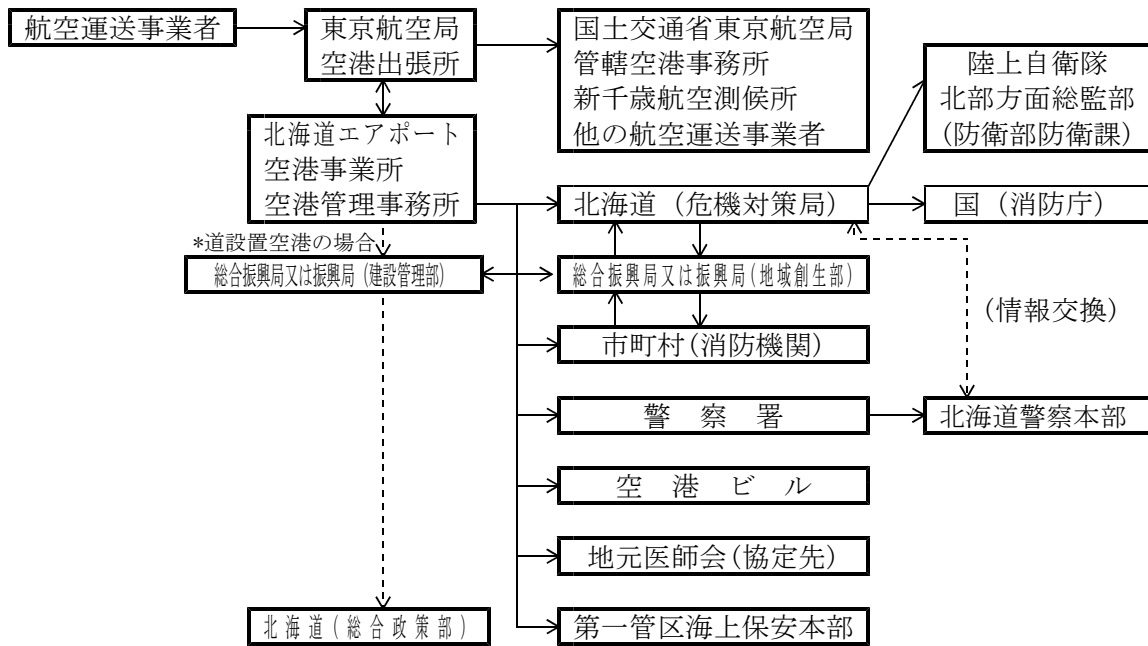 航空運送事業者
東京航空局
空港出張所
国土交通省東京航空局
管轄空港事務所
新千歳航空測候所
他の航空運送事業者
陸上自衛隊
北部方面総監部
(防衛部防衛課)
北海道エアポート
空港事業所
空港管理事務所
北海道（危機対策局）
国（消防庁）
*道設置空港の場合
総合振興局又は振興局(建設管理部)
総合振興局又は振興局(地域創生部)
(情報交換)
市町村(消防機関)
警察署
北海道警察本部
空港ビル
地元医師会(協定先)
北海道(総合政策部)
第一管区海上保安本部